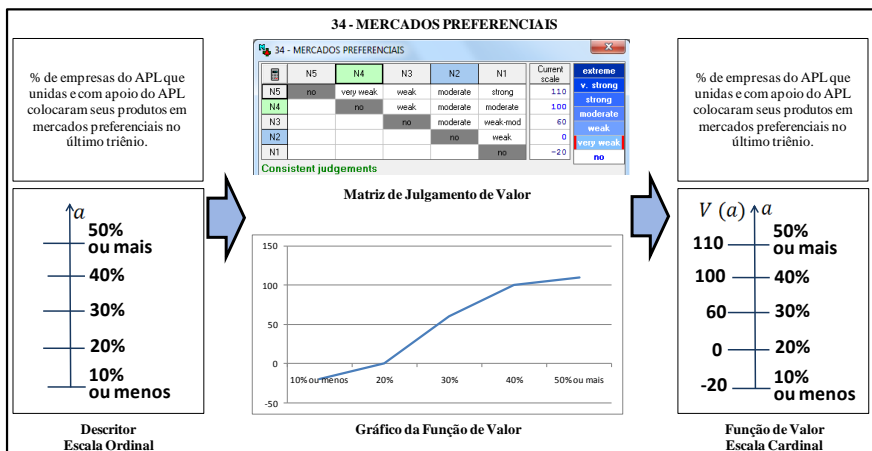 34 - MERCADOS PREFERENCIAIS
% de empresas do APL que
unidas e com apoio do APL
colocaram seus produtos em
mercados preferenciais no
último triênio.
a
50%
ou mais
40%
30%
20%
10%
ou menos
Descritor
Escala Ordinal
34 - MERCADOS PREFERENCIAIS
N5 N4 N3 N2 N1 Current
scale
N5 no very weak weak moderate strong 110
N4 no weak moderate moderate 100
N3 no moderate weak-mod 60
N2 no weak 0
N1 no -20
extreme
v. strong
strong
moderate
weak
very weak
no
Consistent judgements
Matriz de Julgamento de Valor
150
100
50
0
-50
10% ou menos 20% 30% 40% 50% ou mais
Gráfico da Função de Valor
% de empresas do APL que
unidas e com apoio do APL
colocaram seus produtos em
mercados preferenciais no
último triênio.
V (a) a
110 50%
ou mais
100 40%
60 30%
0 20%
-20 10%
ou menos
Função de Valor
Escala Cardinal